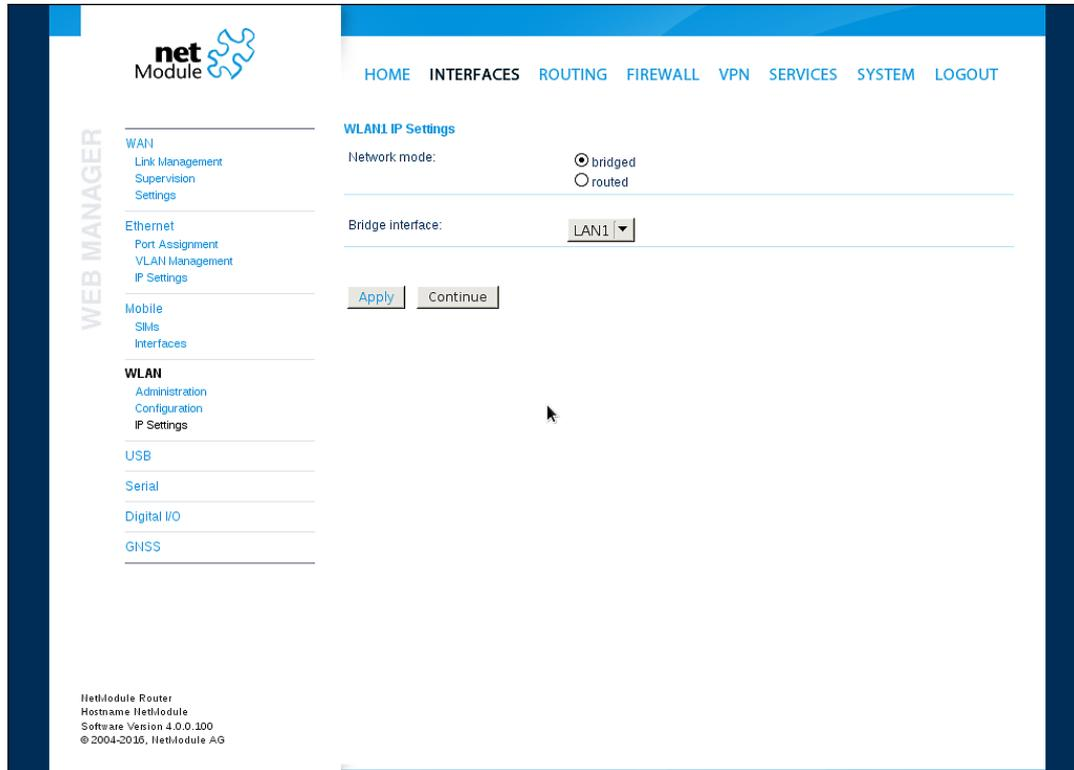 net
Module
HOME INTERFACES ROUTING FIREWALL VPN SERVICES SYSTEM LOGOUT
WEB MANAGER
WAN
Link Management
Supervision
Settings
Ethernet
Port Assignment
VLAN Management
IP Settings
Mobile
SIMs
Interfaces
WLAN
Administration
Configuration
IP Settings
USB
Serial
Digital I/O
GNSS
WLAN1 IP Settings
Network mode:
bridged
routed
Bridge interface: LAN1
Apply Continue
NetModule Router
Hostname NetModule
Software Version 4.0.0.100
© 2004-2016, NetModule AG